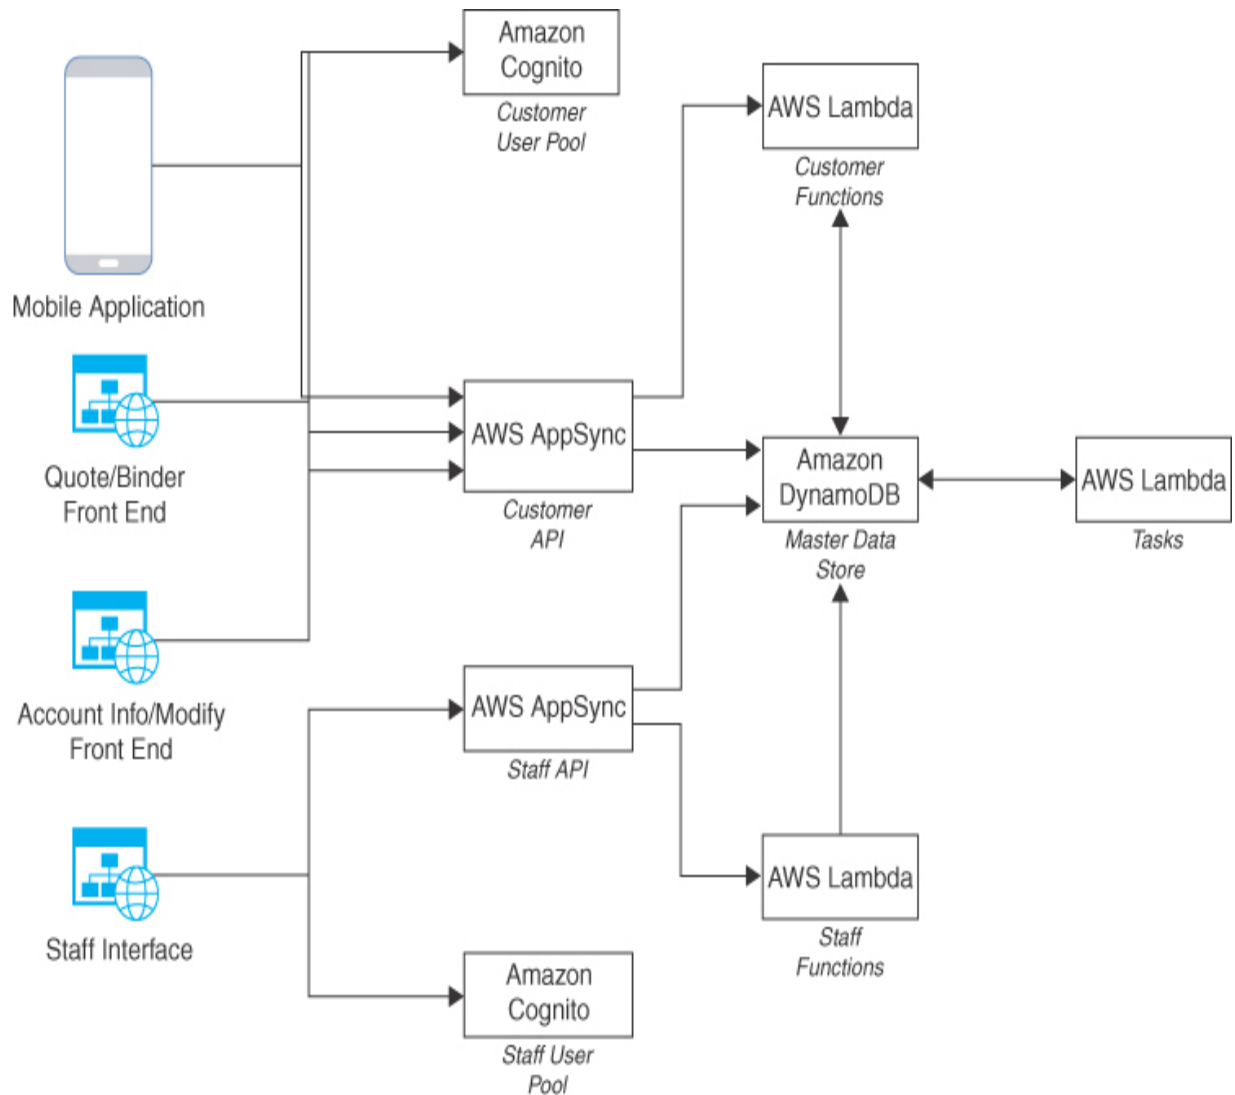 Amazon
Cognito
Customer
User Pool
AWS Lambda
Customer
Functions
Mobile Application
Quote/Binder
Front End
AWS AppSync
Customer
API
Amazon
DynamoDB
Master Data
Store
AWS Lambda
Tasks
Account Info/Modify
Front End
AWS AppSync
Staff API
Staff Interface
AWS Lambda
Staff
Functions
Amazon
Cognito
Staff User
Pool